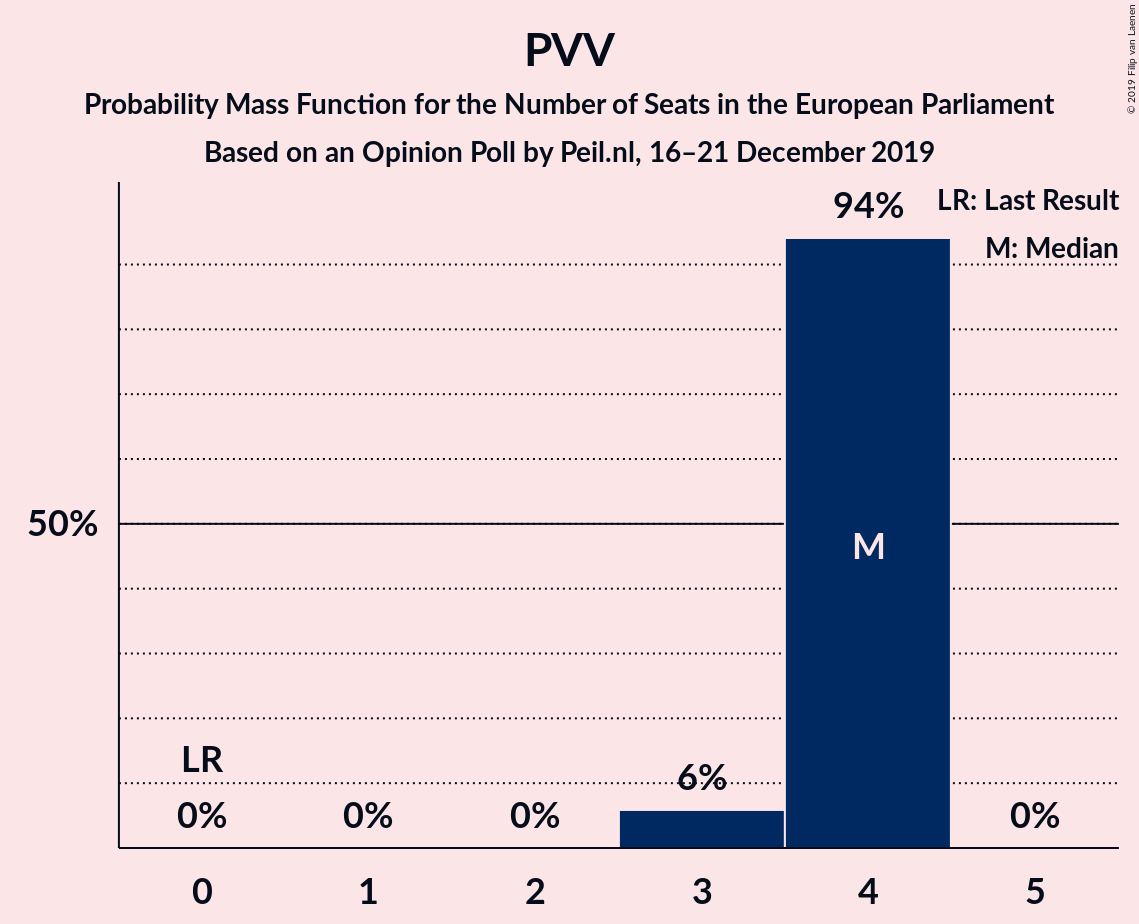 PVV
Probability Mass Function for the Number of Seats in the European Parliament
Based on an Opinion Poll by Peil.nl, 16–21 December 2019
© 2019 Filip van Laenen
LR: Last Result
M: Median
94%
50%
M
LR
0%
0%
0%
6%
0%
0
1
2
3
4
5